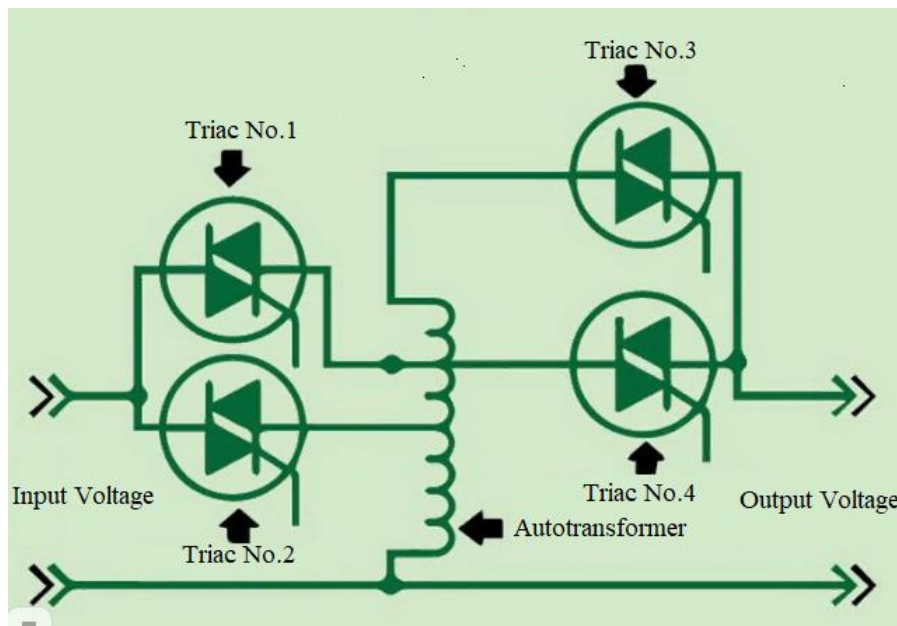 Triac No.3
Triac No.1
Input Voltage
Triac No.4
Output Voltage
Autotransformer
Triac No.2